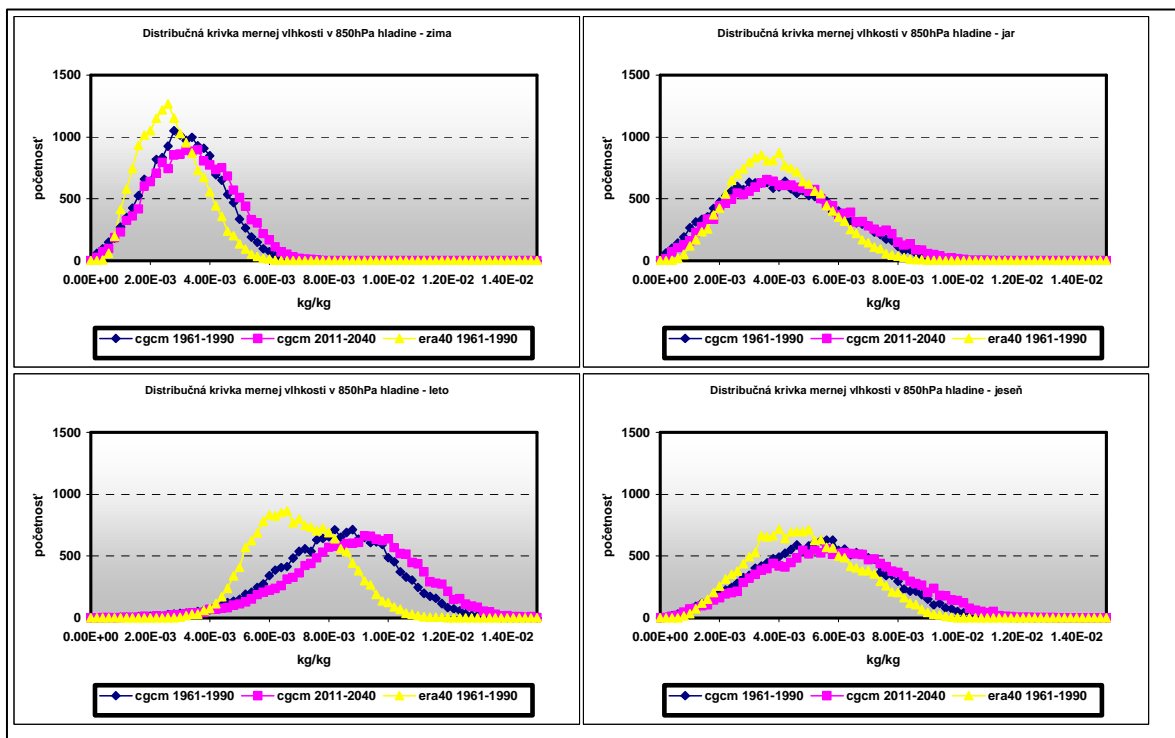 Distribučná krivka mernej vlhkosti v 850hPa hladine - zima
početnosť
1500
1000
500
0
0.00E+00 2.00E-03 4.00E-03 6.00E-03 8.00E-03 1.00E-02 1.20E-02 1.40E-02
kg/kg
cgcm 1961-1990 cgcm 2011-2040 era40 1961-1990
Distribučná krivka mernej vlhkosti v 850hPa hladine - jar
početnosť
1500
1000
500
0
0.00E+00 2.00E-03 4.00E-03 6.00E-03 8.00E-03 1.00E-02 1.20E-02 1.40E-02
kg/kg
cgcm 1961-1990 cgcm 2011-2040 era40 1961-1990
Distribučná krivka mernej vlhkosti v 850hPa hladine - leto
početnosť
1500
1000
500
0
0.00E+00 2.00E-03 4.00E-03 6.00E-03 8.00E-03 1.00E-02 1.20E-02 1.40E-02
kg/kg
cgcm 1961-1990 cgcm 2011-2040 era40 1961-1990
Distribučná krivka mernej vlhkosti v 850hPa hladine - jeseň
početnosť
1500
1000
500
0
0.00E+00 2.00E-03 4.00E-03 6.00E-03 8.00E-03 1.00E-02 1.20E-02 1.40E-02
kg/kg
cgcm 1961-1990 cgcm 2011-2040 era40 1961-1990